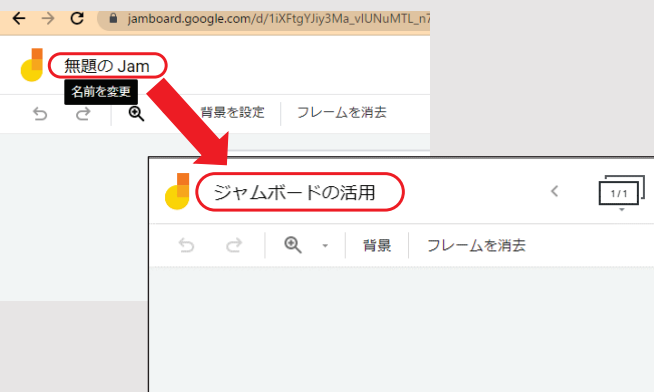 jamboard.google.com/d/1iXFtgYJiy3Ma_vIUNuMTL_n7
無題の Jam
名前を変更
背景を設定 フレームを消去
ジャムボードの活用
1/1
背景 フレームを消去